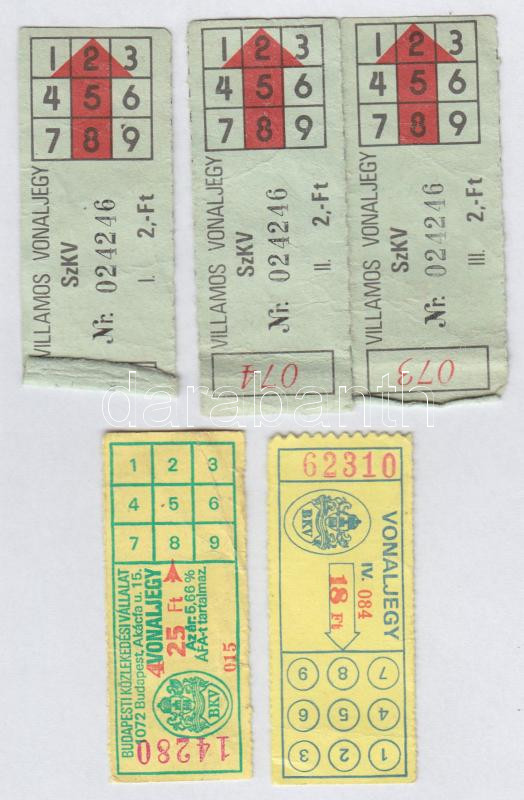 1 2 3
4 5 6
7 8 9
VILLAMOS VONALJEGY
SzKV
Nr. 024246
I. 2,-Ft
1 2 3
4 5 6
7 8 9
VILLAMOS VONALJEGY
SzKV
Nr. 024246
II. 2,-Ft
074
1 2 3
4 5 6
7 8 9
VILLAMOS VONALJEGY
SzKV
Nr. 024246
III. 2,-Ft
073
darabanth
1 2 3
4 5 6
7 8 9
BUDAPESTI KÖZLEKEDÉSI VÁLLALAT
1072 Budapest, Akácfa u. 15.
4 VONALJEGY
25 Ft
Az ár: 5,66 %
ÁFA-t tartalmaz.
015
BKV
14280
62310
BKV
VONALJEGY
IV. 084
18 Ft
7 8 9
4 5 6
1 2 3